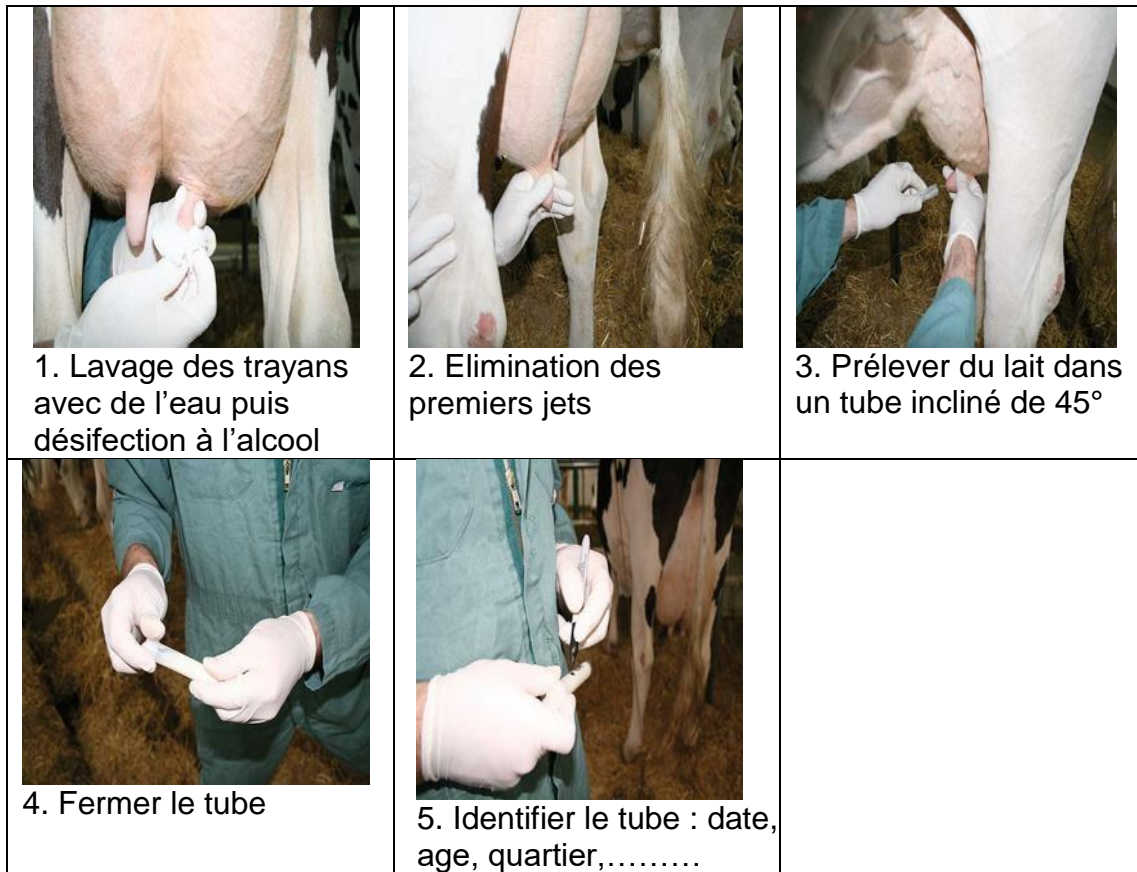 1. Lavage des trayans
avec de l’eau puis
désifection à l’alcool
2. Elimination des
premiers jets
3. Prélever du lait dans
un tube incliné de 45°
4. Fermer le tube
5. Identifier le tube : date,
age, quartier,………